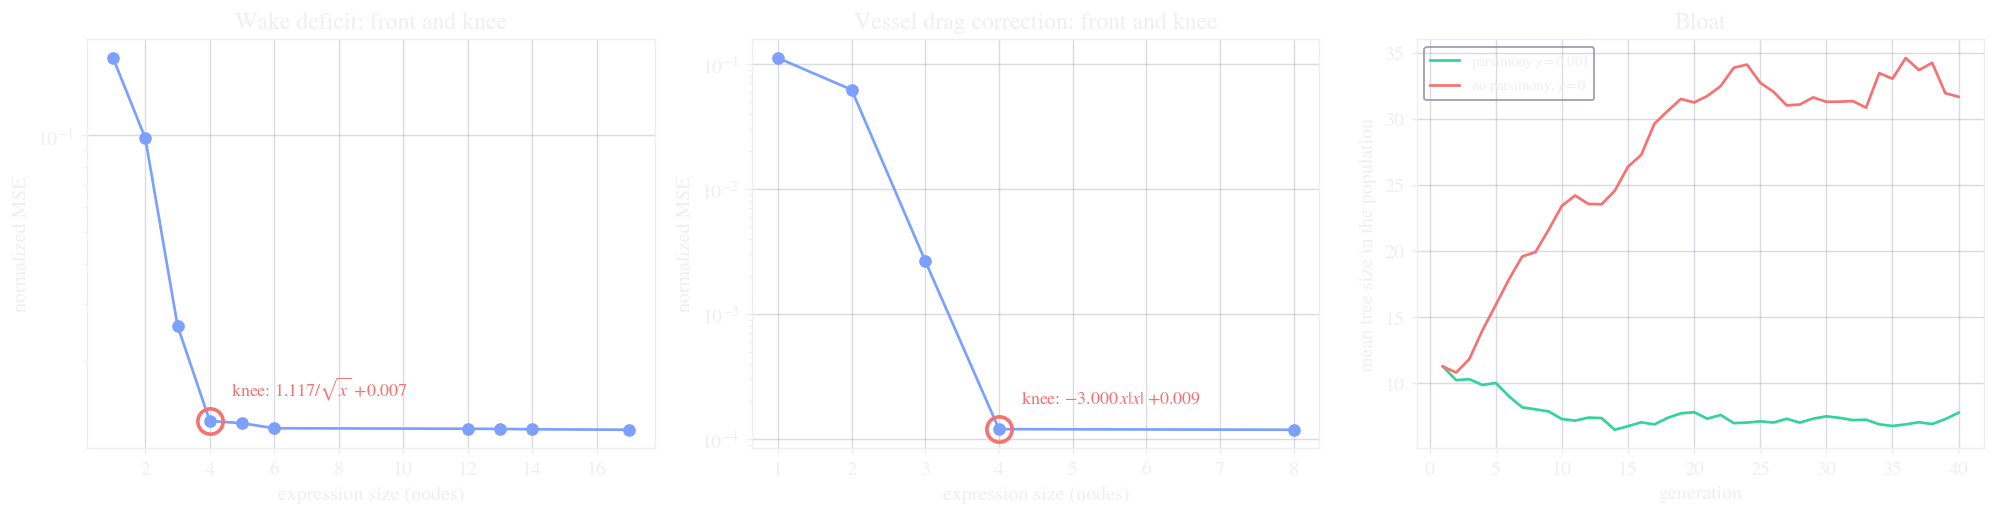 Wake deficit: front and knee
normalized MSE
10⁻¹
knee: 1.117/√x +0.007
2 4 6 8 10 12 14 16
expression size (nodes)
Vessel drag correction: front and knee
normalized MSE
10⁻¹
10⁻²
10⁻³
10⁻⁴
knee: −3.000x|x| +0.009
1 2 3 4 5 6 7 8
expression size (nodes)
Bloat
mean tree size in the population
35
30
25
20
15
10
parsimony γ = 0.001
no parsimony, γ = 0
0 5 10 15 20 25 30 35 40
generation